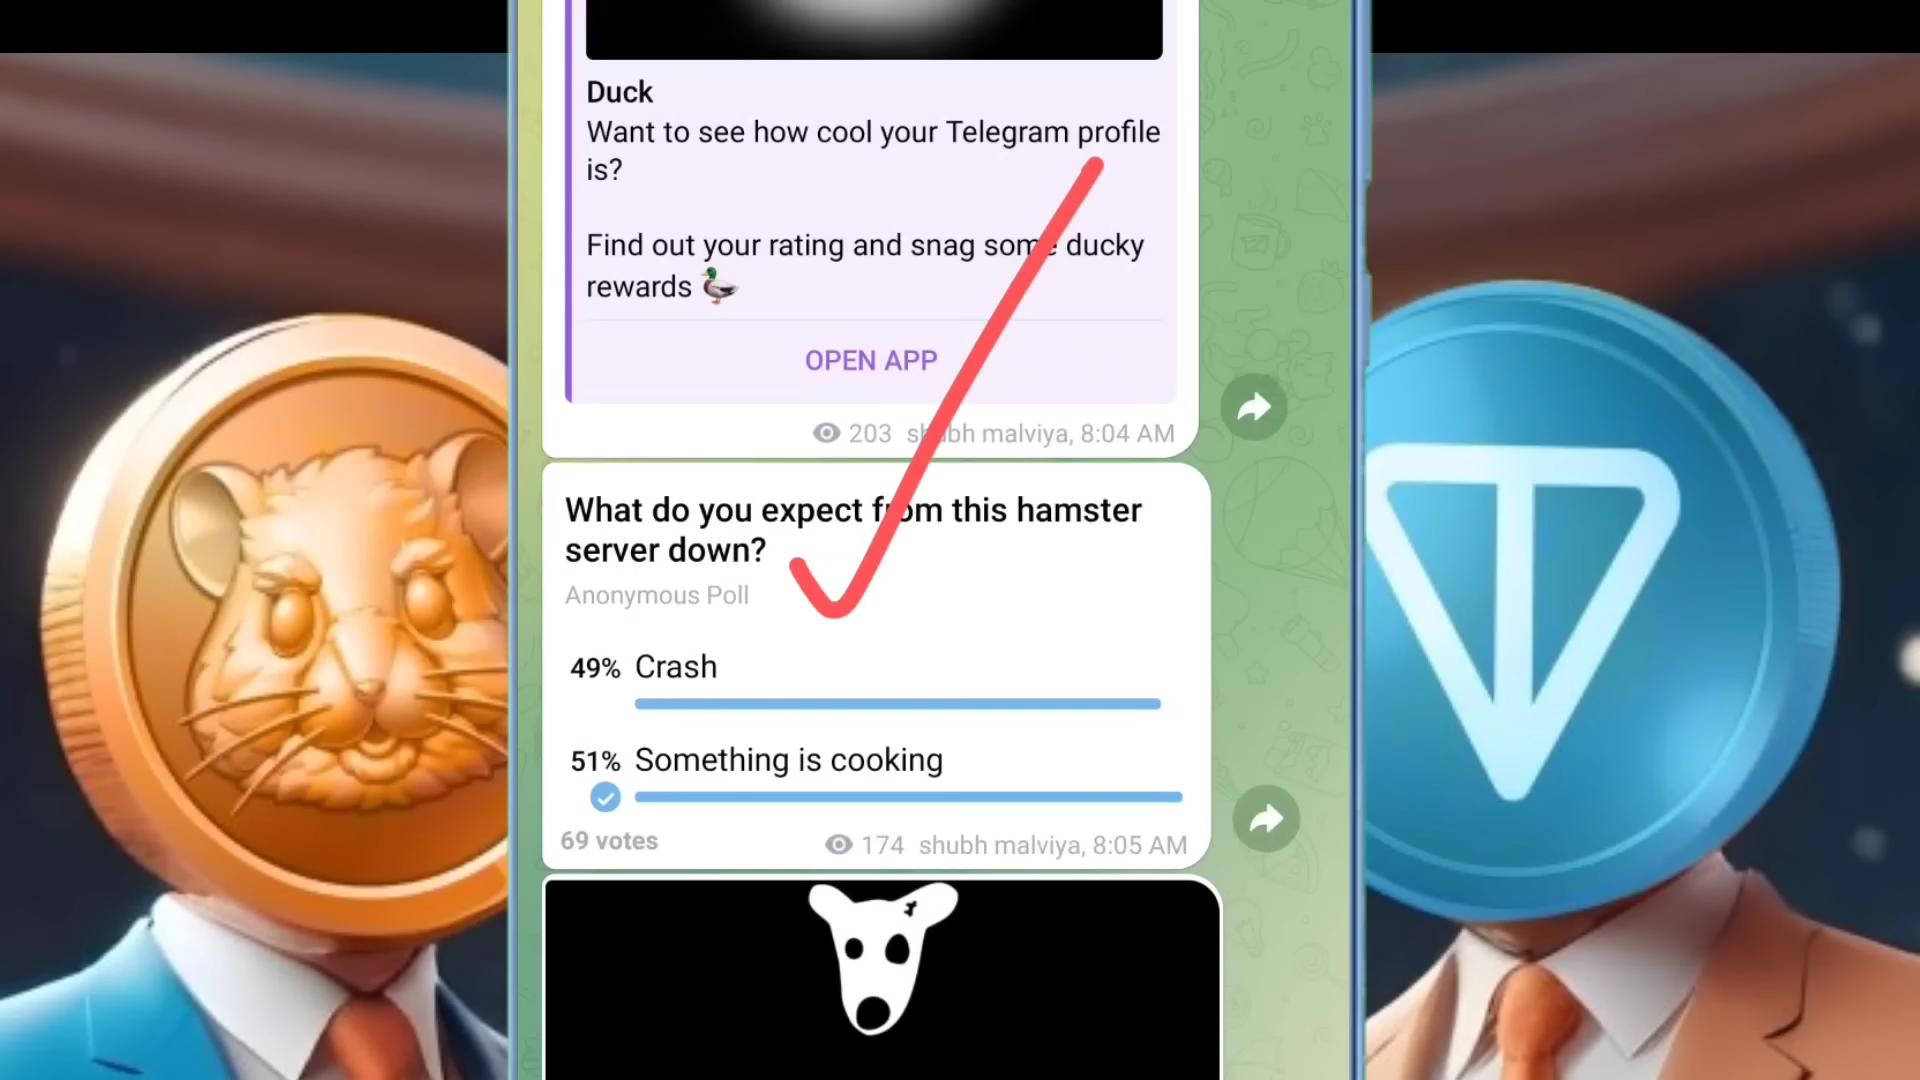 Duck
Want to see how cool your Telegram profile
is?
Find out your rating and snag some ducky
rewards 🦆
OPEN APP
203 shubh malviya, 8:04 AM
What do you expect from this hamster
server down?
Anonymous Poll
49% Crash
51% Something is cooking
69 votes 174 shubh malviya, 8:05 AM